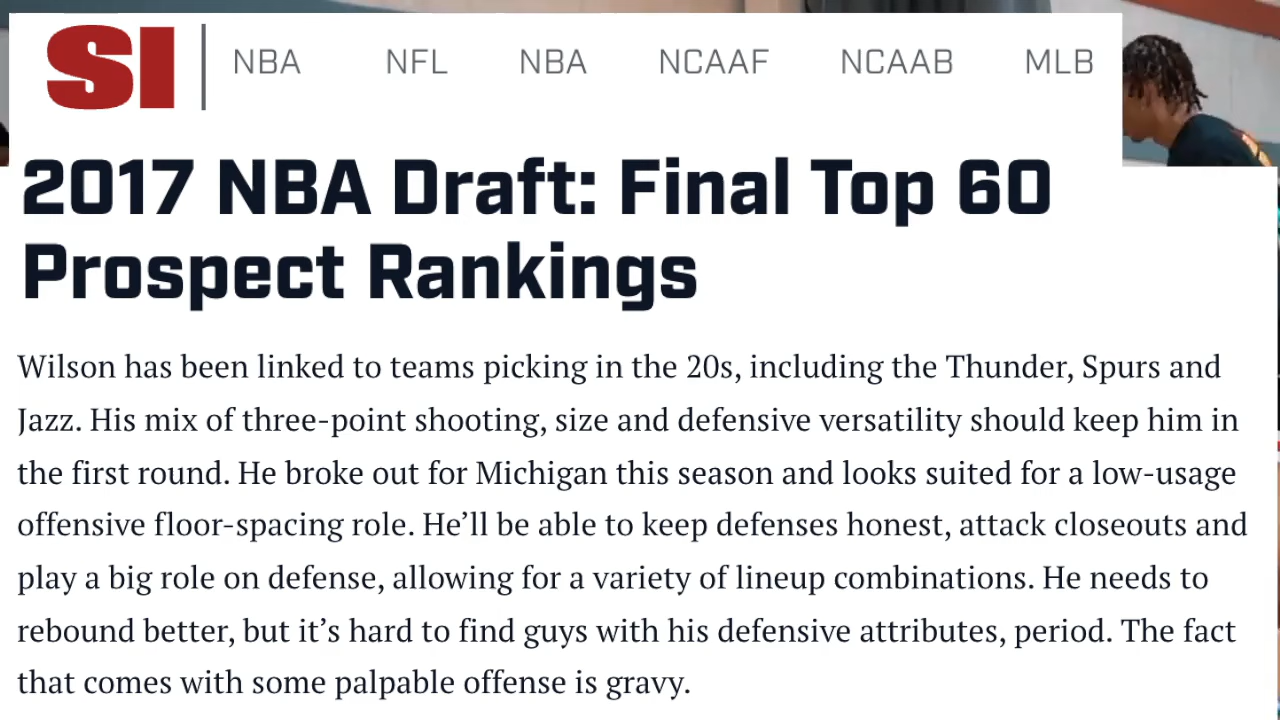 SI NBA NFL NBA NCAAF NCAAB MLB
2017 NBA Draft: Final Top 60
Prospect Rankings
Wilson has been linked to teams picking in the 20s, including the Thunder, Spurs and
Jazz. His mix of three-point shooting, size and defensive versatility should keep him in
the first round. He broke out for Michigan this season and looks suited for a low-usage
offensive floor-spacing role. He’ll be able to keep defenses honest, attack closeouts and
play a big role on defense, allowing for a variety of lineup combinations. He needs to
rebound better, but it’s hard to find guys with his defensive attributes, period. The fact
that comes with some palpable offense is gravy.